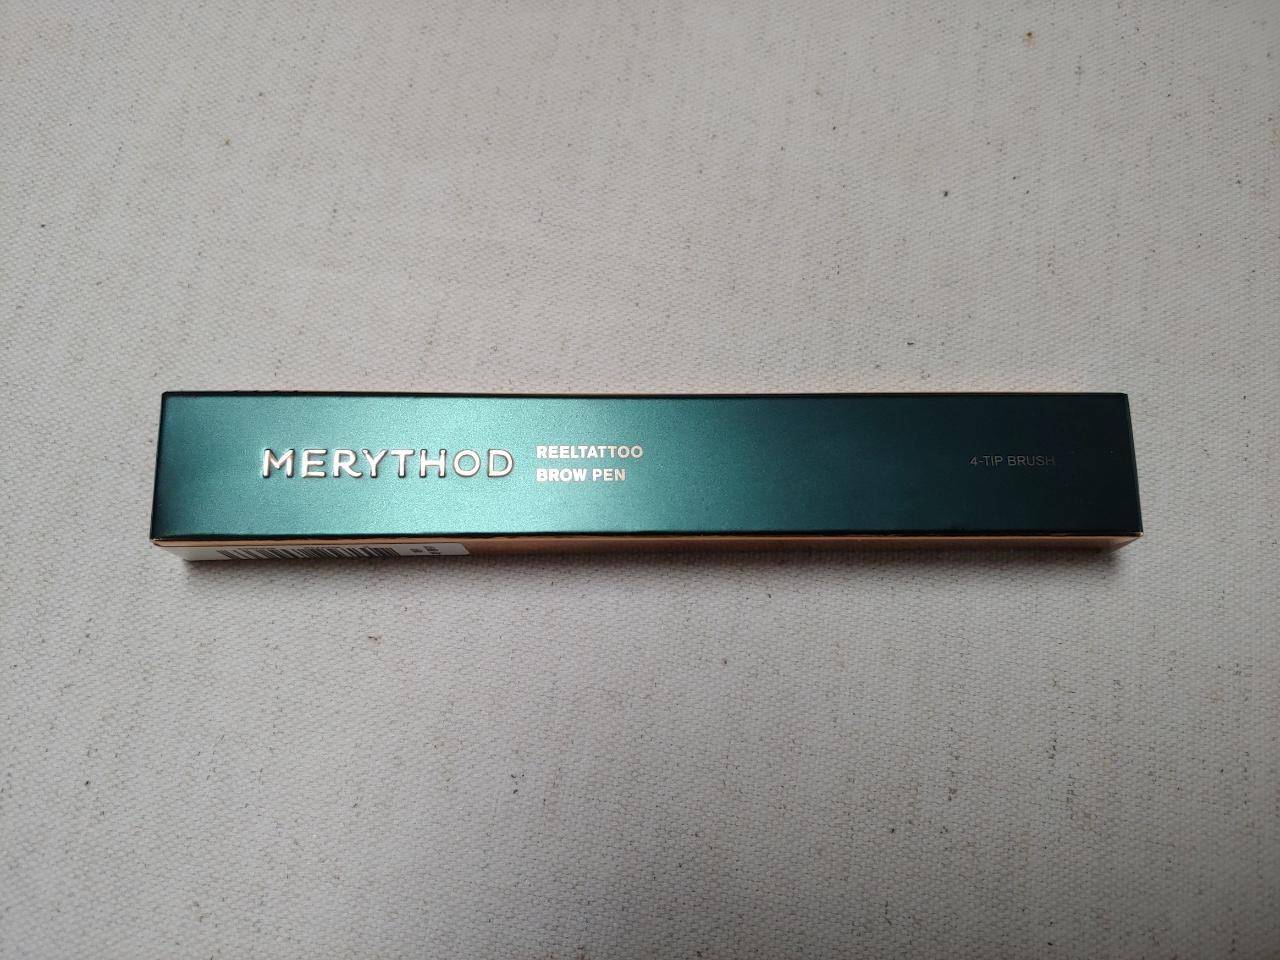 MERYTHOD
REELTATTOO
BROW PEN
4-TIP BRUSH